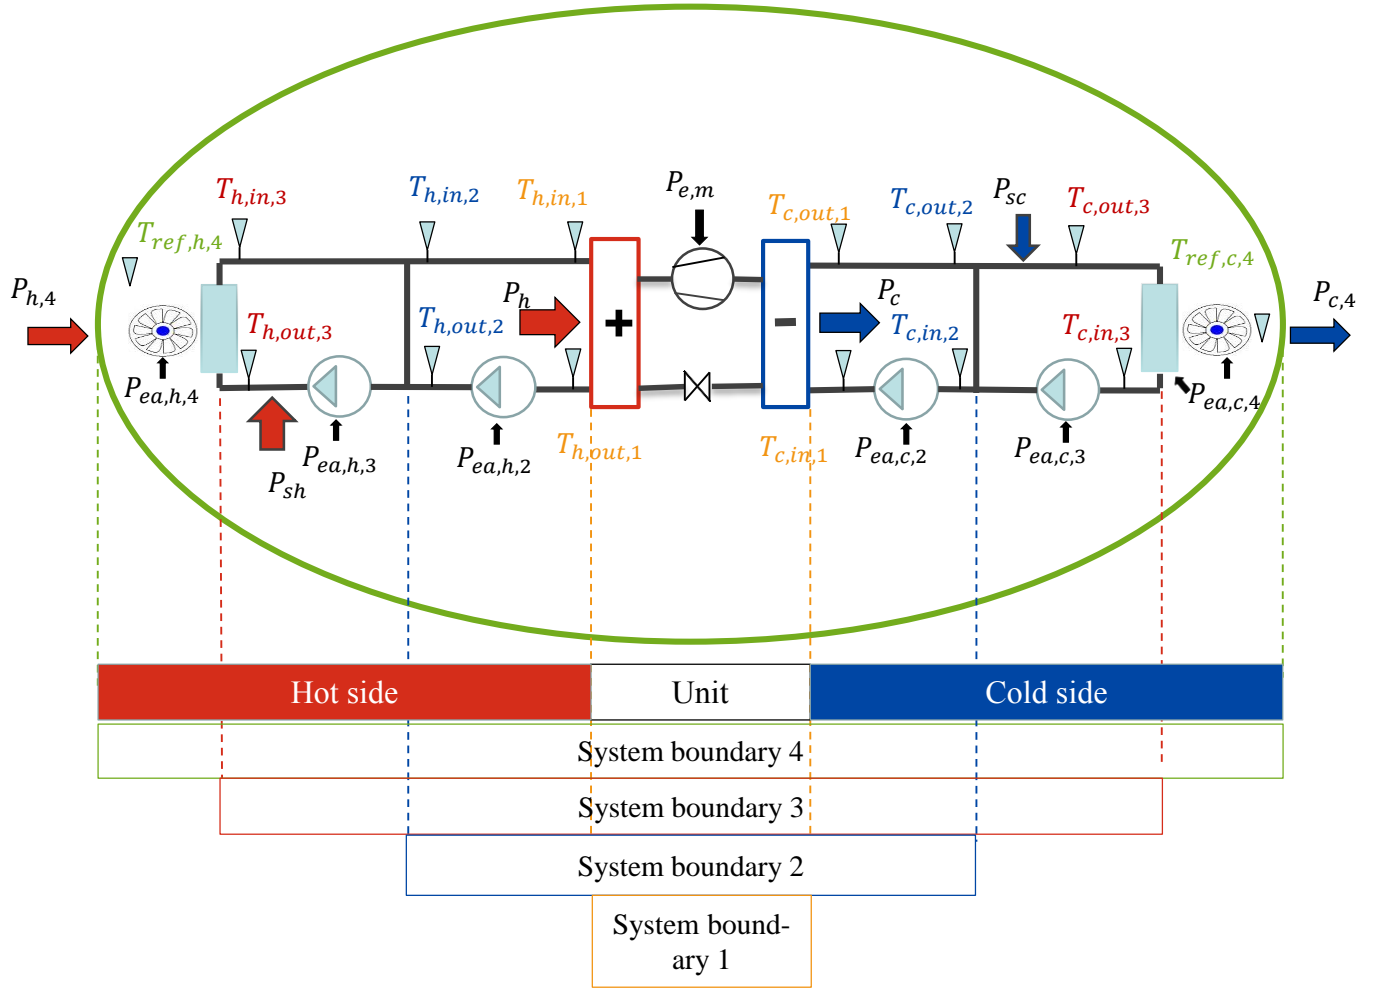 P_{e,m}
P_{sc}
T_{h,in,3}
T_{h,in,2}
T_{h,in,1}
T_{c,out,1}
T_{c,out,2}
T_{c,out,3}
T_{ref,h,4}
T_{ref,c,4}
P_{h,4}
P_h
P_c
P_{c,4}
T_{h,out,3}
T_{h,out,2}
+
-
T_{c,in,2}
T_{c,in,3}
P_{ea,h,4}
P_{ea,c,4}
P_{ea,h,3}
P_{ea,h,2}
T_{h,out,1}
T_{c,in,1}
P_{ea,c,2}
P_{ea,c,3}
P_{sh}
Hot side
Unit
Cold side
System boundary 4
System boundary 3
System boundary 2
System bound-
ary 1